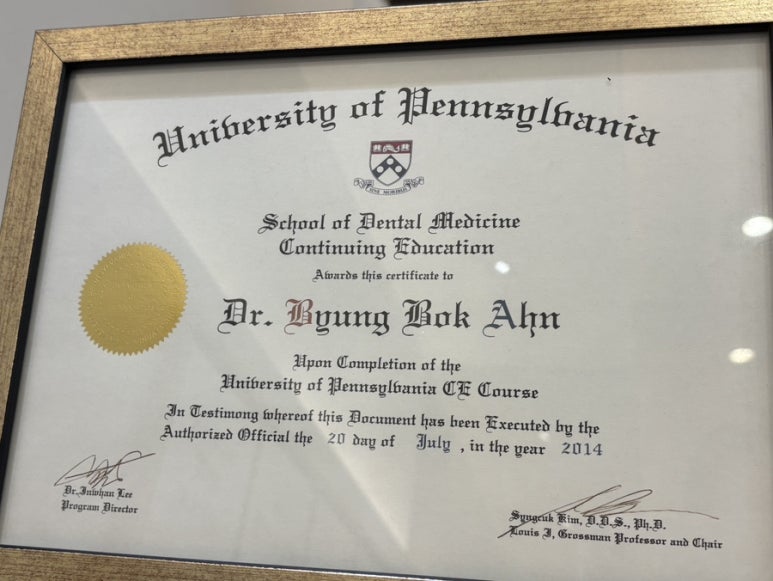 University of Pennsylvania
School of Dental Medicine
Continuing Education
Awards this certificate to
Dr. Byung Bok Ahn
Upon Completion of the
University of Pennsylvania CE Course
In Testimong whereof this Document has been Executed by the
Authorized Official the 20 day of July , in the year 2014
Dr. Inwhan Lee
Program Director
Syngcuk Kim, D.D.S., Ph.D.
Louis I, Grossman Professor and Chair